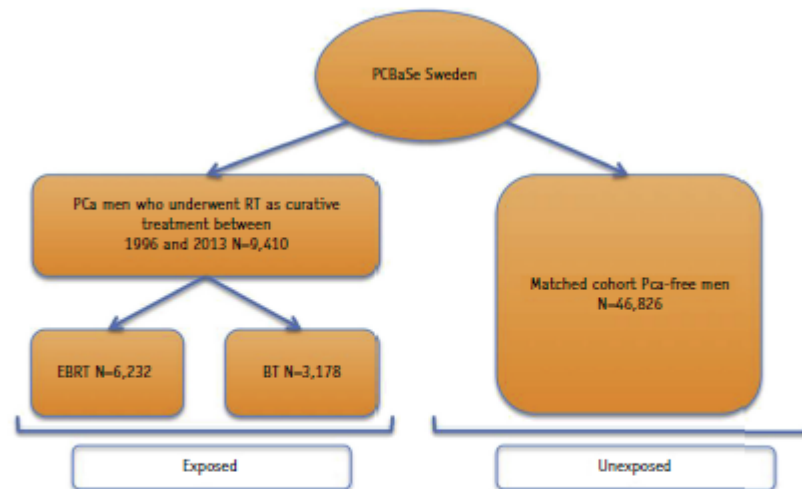 PCBaSe Sweden
PCa men who underwent RT as curative
treatment between
1996 and 2013 N=9,410
Matched cohort Pca-free men
N=46,826
EBRT N=6,232
BT N=3,178
Exposed
Unexposed